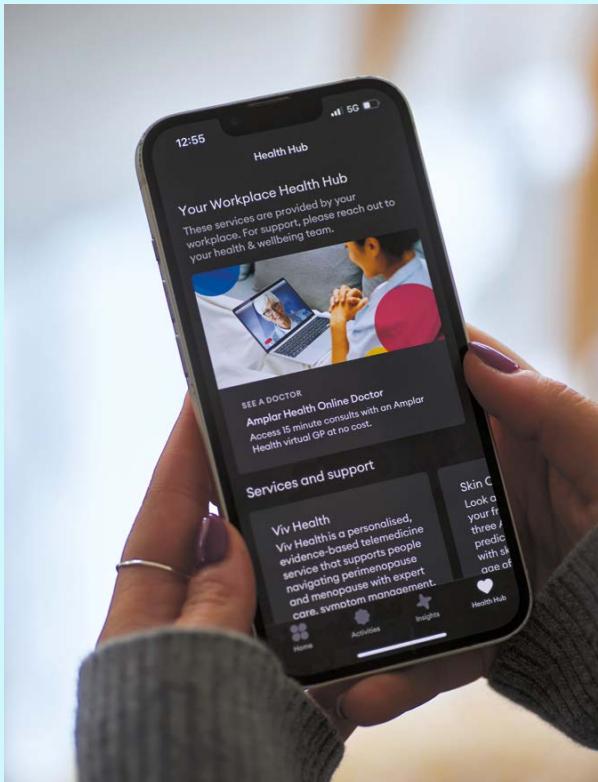 12:55
5G
Health Hub
Your Workplace Health Hub
These services are provided by your
workplace. For support, please reach out to
your health & wellbeing team.
SEE A DOCTOR
Amplar Health Online Doctor
Access 15 minute consults with an Amplar
Health virtual GP at no cost.
Services and support
Viv Health
Viv Health is a personalised,
evidence-based telemedicine
service that supports people
navigating perimenopause
and menopause with expert
care, symptom management,
Skin C
Look a
your fr
three A
predic
with sk
age of
Home
Activities
Insights
Health Hub